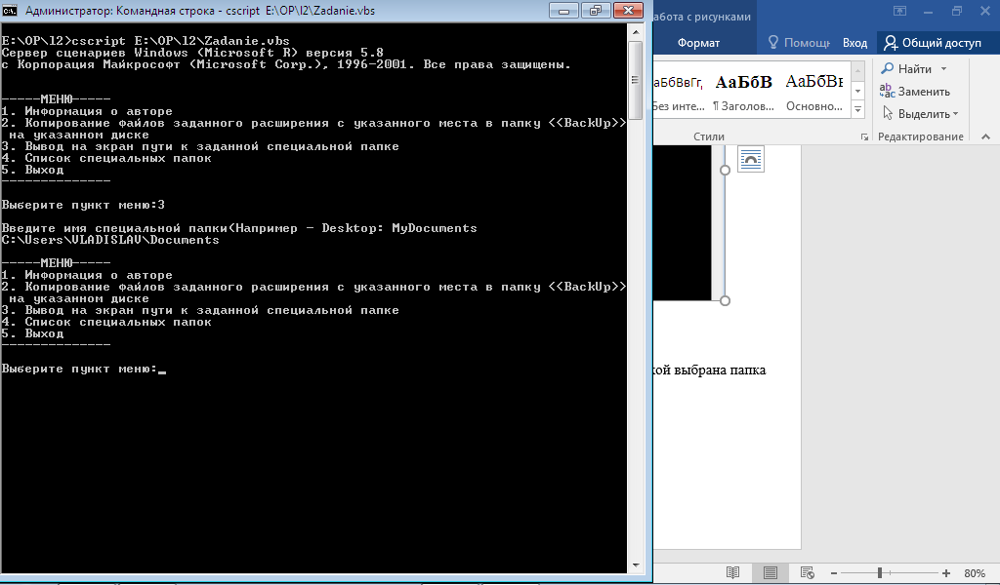 Администратор: Командная строка - cscript E:\OP\l2\Zadanie.vbs
E:\OP\l2>cscript E:\OP\l2\Zadanie.vbs
Сервер сценариев Windows (Microsoft R) версия 5.8
с Корпорация Майкрософт (Microsoft Corp.), 1996-2001. Все права защищены.
-----МЕНЮ-----
1. Информация о авторе
2. Копирование файлов заданного расширения с указанного места в папку <<BackUp>>
на указанном диске
3. Вывод на экран пути к заданной специальной папке
4. Список специальных папок
5. Выход
--------------
Выберите пункт меню:3
Введите имя специальной папки(Например - Desktop: MyDocuments
C:\Users\VLADISLAV\Documents
-----МЕНЮ-----
1. Информация о авторе
2. Копирование файлов заданного расширения с указанного места в папку <<BackUp>>
на указанном диске
3. Вывод на экран пути к заданной специальной папке
4. Список специальных папок
5. Выход
--------------
Выберите пункт меню:_
абота с рисунками
Формат
Помощь
Вход
Общий доступ
аБбВвГг,
АаБбВ
АаБбВв
Без инте...
¶ Заголов...
Основно...
Стили
Найти
Заменить
Выделить
Редактирование
кой выбрана папка
80%